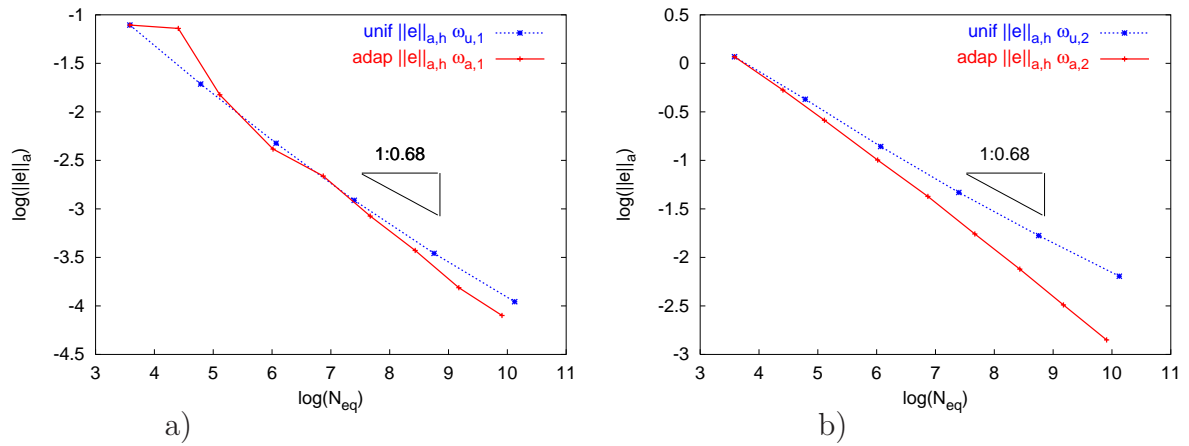 -1
-1.5
-2
-2.5
-3
-3.5
-4
-4.5
log(||e||a)
unif ||e||a,h ωu,1
adap ||e||a,h ωa,1
1:0.68
3 4 5 6 7 8 9 10 11
log(Neq)
a)
0.5
0
-0.5
-1
-1.5
-2
-2.5
-3
log(||e||a)
unif ||e||a,h ωu,2
adap ||e||a,h ωa,2
1:0.68
3 4 5 6 7 8 9 10 11
log(Neq)
b)